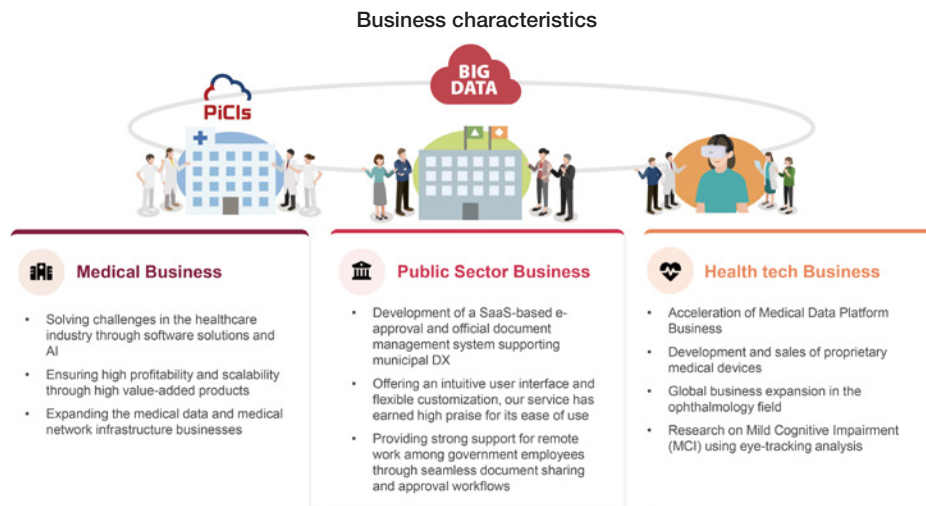 Business characteristics
BIG
DATA
PiCIs
Medical Business
• Solving challenges in the healthcare
industry through software solutions and
AI
• Ensuring high profitability and scalability
through high value-added products
• Expanding the medical data and medical
network infrastructure businesses
Public Sector Business
• Development of a SaaS-based e-
approval and official document
management system supporting
municipal DX
• Offering an intuitive user interface and
flexible customization, our service has
earned high praise for its ease of use
• Providing strong support for remote
work among government employees
through seamless document sharing
and approval workflows
Health tech Business
• Acceleration of Medical Data Platform
Business
• Development and sales of proprietary
medical devices
• Global business expansion in the
ophthalmology field
• Research on Mild Cognitive Impairment
(MCI) using eye-tracking analysis